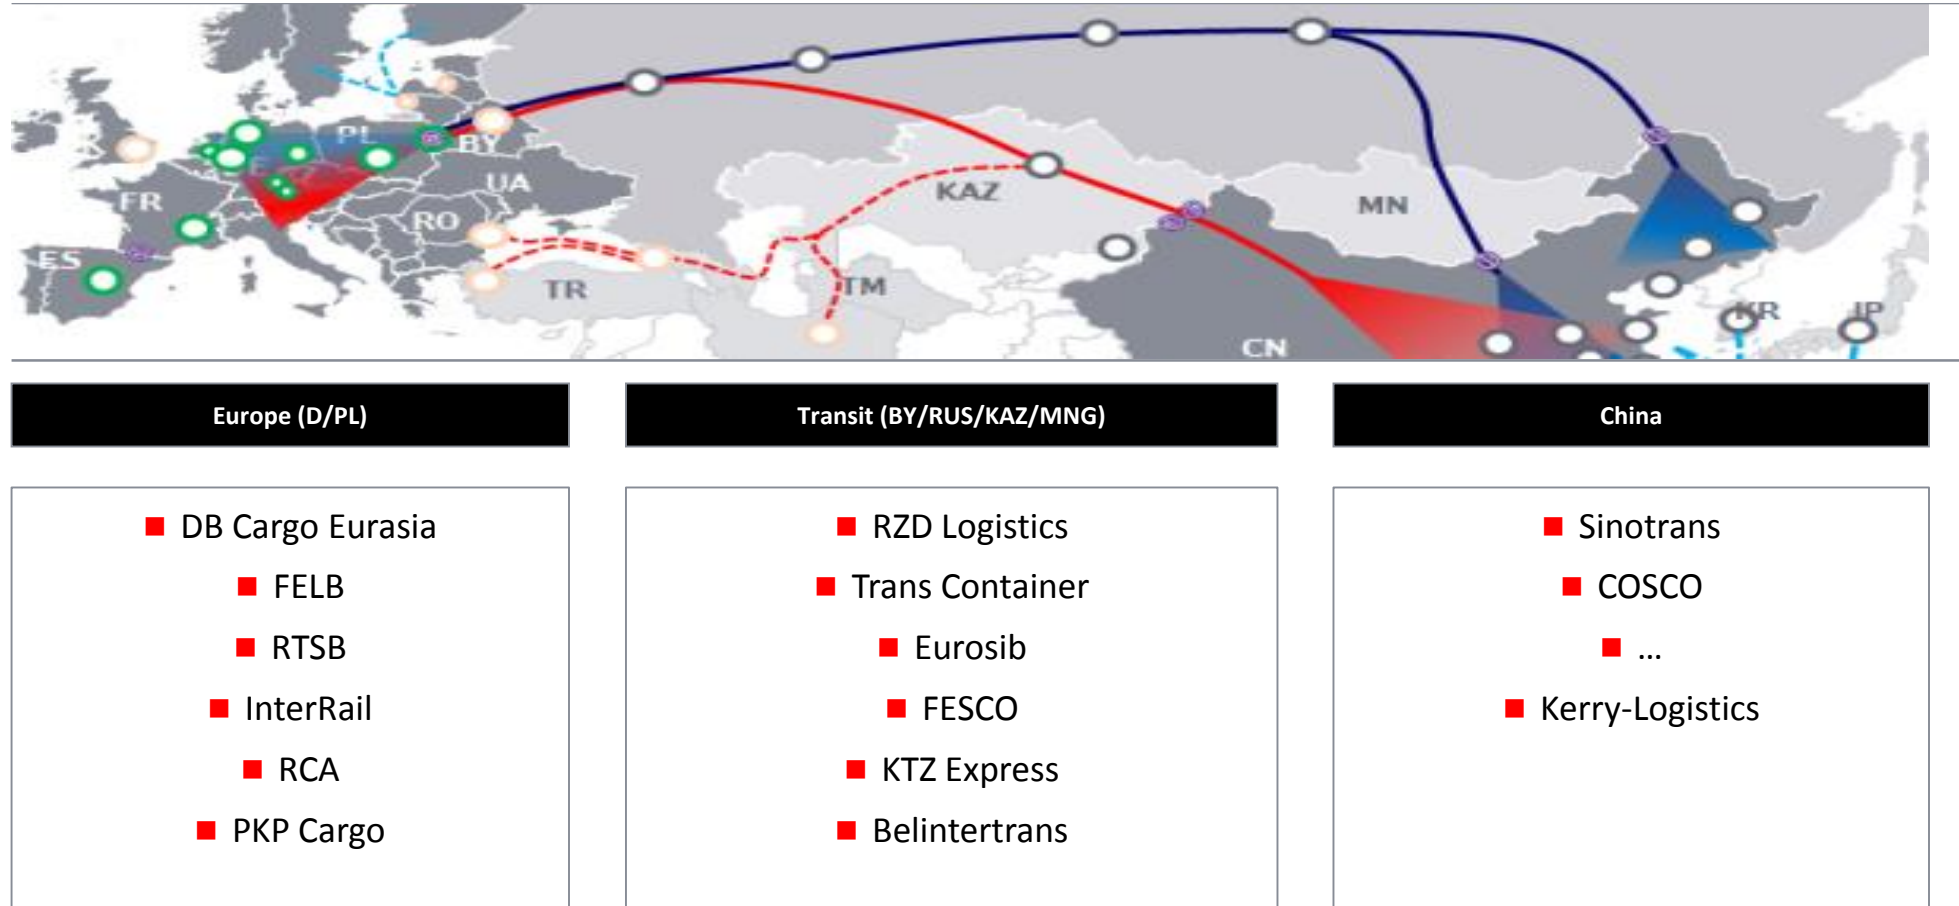 PL
BY
UA
FR
RO
ES
KAZ
MN
TR
TM
CN
KR
JP
Europe (D/PL)
Transit (BY/RUS/KAZ/MNG)
China
DB Cargo Eurasia
FELB
RTSB
InterRail
RCA
PKP Cargo
RZD Logistics
Trans Container
Eurosib
FESCO
KTZ Express
Belintertrans
Sinotrans
COSCO
...
Kerry-Logistics